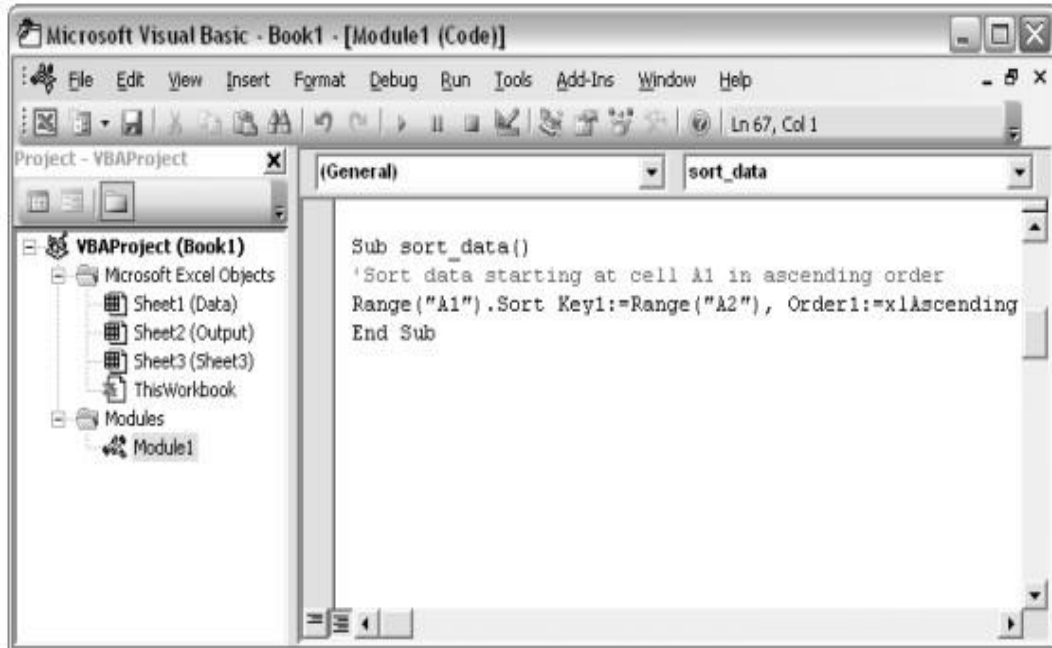 Microsoft Visual Basic - Book1 - [Module1 (Code)]
File Edit View Insert Format Debug Run Tools Add-Ins Window Help
Ln 67, Col 1
Project - VBAProject
(General)
sort_data
VBAProject (Book1)
Microsoft Excel Objects
Sheet1 (Data)
Sheet2 (Output)
Sheet3 (Sheet3)
ThisWorkbook
Modules
Module1
Sub sort_data()
'Sort data starting at cell A1 in ascending order
Range("A1").Sort Key1:=Range("A2"), Order1:=xlAscending
End Sub